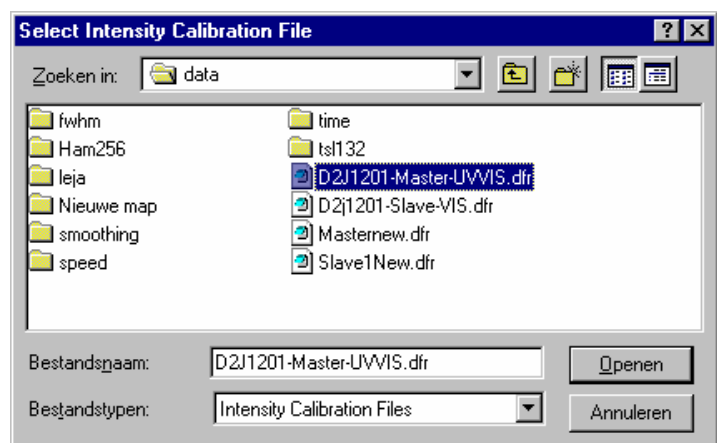 Select Intensity Calibration File
Zoeken in: data
fwhm
Ham256
leja
Nieuwe map
smoothing
speed
time
tsl132
D2J1201-Master-UVVIS.dfr
D2j1201-Slave-VIS.dfr
Masternew.dfr
Slave1New.dfr
Bestandsnaam: D2J1201-Master-UVVIS.dfr Openen
Bestandstypen: Intensity Calibration Files Annuleren